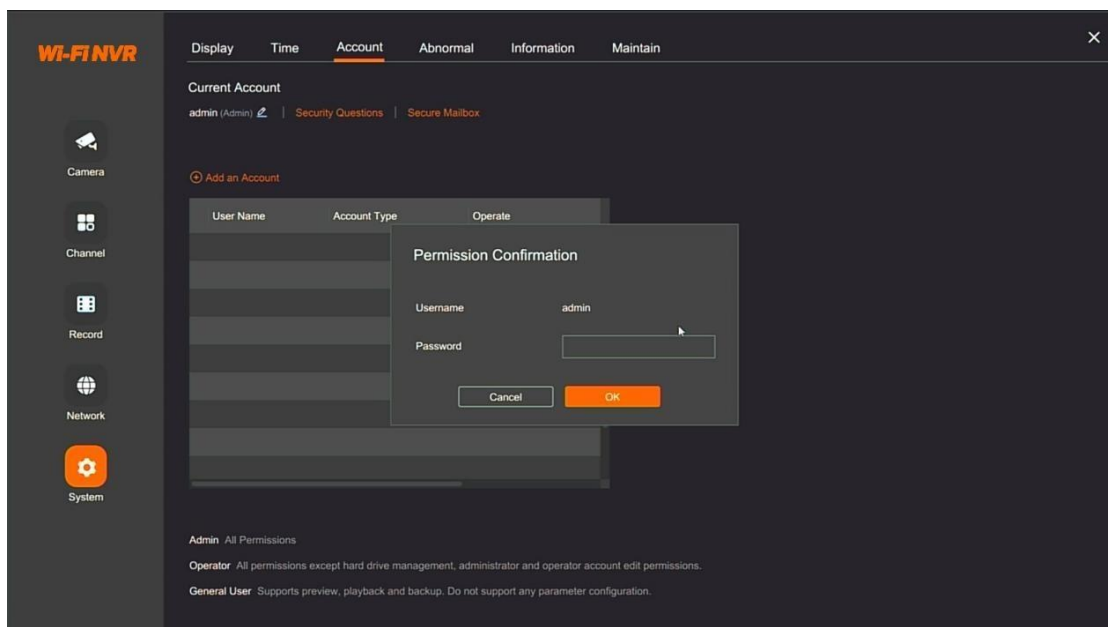 Wi-Fi NVR
Display Time Account Abnormal Information Maintain
Current Account
admin (Admin) | Security Questions | Secure Mailbox
Camera
Add an Account
User Name Account Type Operate
Channel
Permission Confirmation
Username admin
Record
Password
Cancel OK
Network
System
Admin All Permissions
Operator All permissions except hard drive management, administrator and operator account edit permissions.
General User Supports preview, playback and backup. Do not support any parameter configuration.